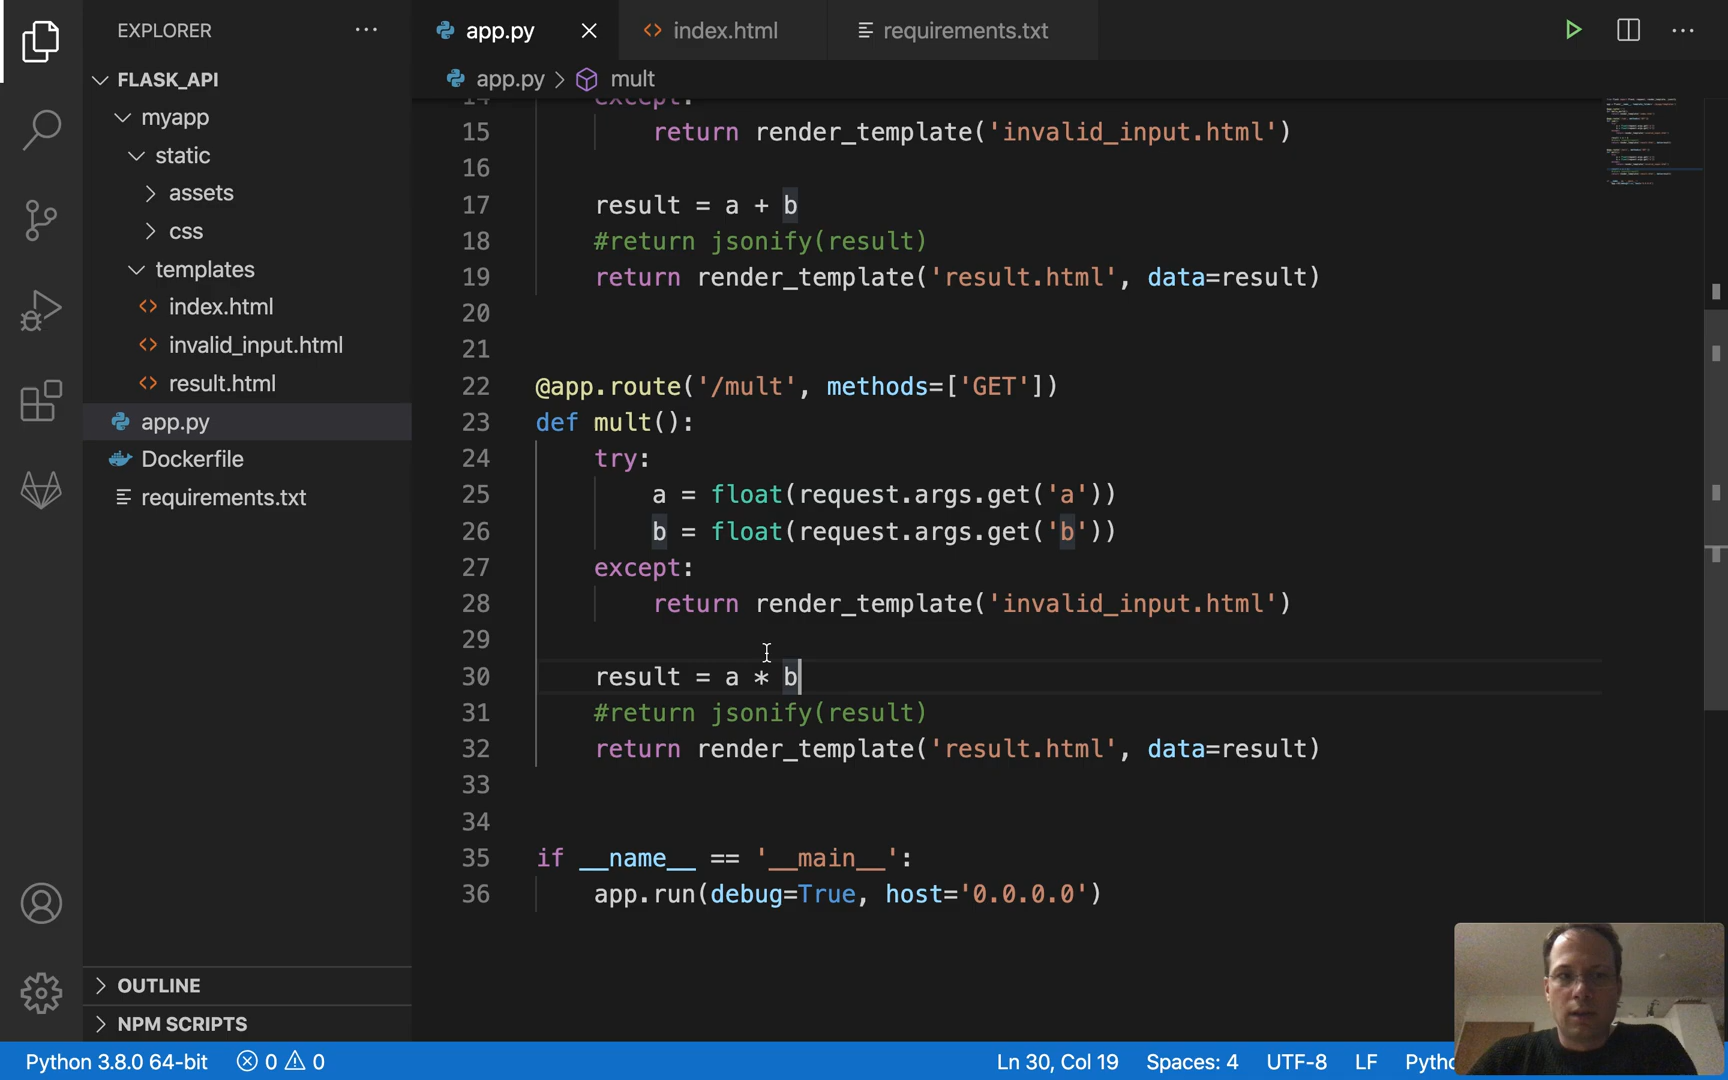 EXPLORER
FLASK_API
myapp
static
assets
css
templates
index.html
invalid_input.html
result.html
app.py
Dockerfile
requirements.txt
OUTLINE
NPM SCRIPTS
app.py
index.html
requirements.txt
app.py > mult
14 except:
15 return render_template('invalid_input.html')
16
17 result = a + b
18 #return jsonify(result)
19 return render_template('result.html', data=result)
20
21
22 @app.route('/mult', methods=['GET'])
23 def mult():
24 try:
25 a = float(request.args.get('a'))
26 b = float(request.args.get('b'))
27 except:
28 return render_template('invalid_input.html')
29
30 result = a * b
31 #return jsonify(result)
32 return render_template('result.html', data=result)
33
34
35 if __name__ == '__main__':
36 app.run(debug=True, host='0.0.0.0')
Python 3.8.0 64-bit 0 0 Ln 30, Col 19 Spaces: 4 UTF-8 LF